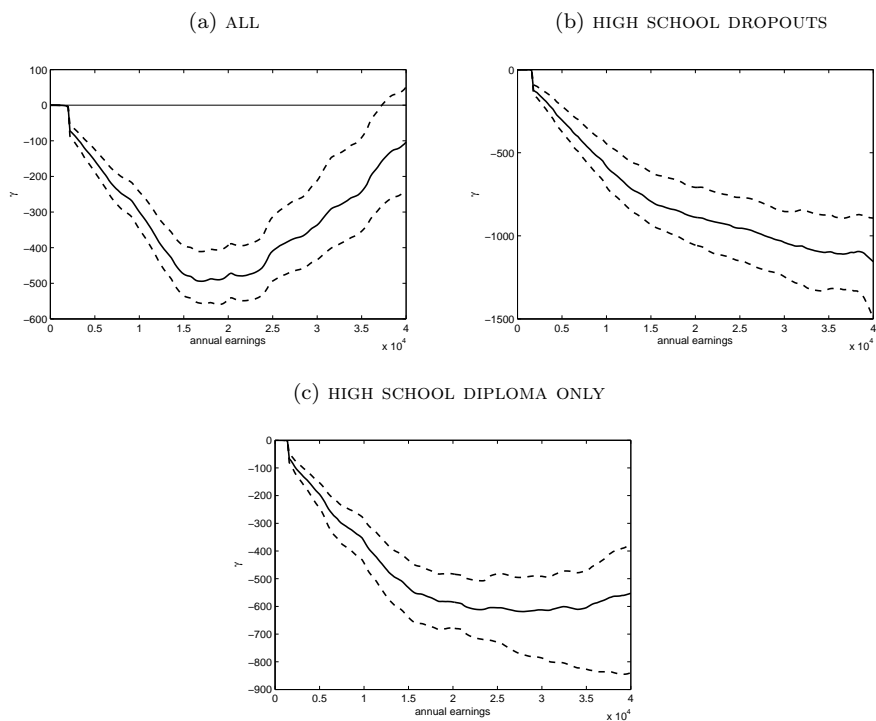 (a) ALL
100
0
−100
−200
−300
−400
−500
−600
γ
0 0.5 1 1.5 2 2.5 3 3.5 4
annual earnings
x 10^4
(b) HIGH SCHOOL DROPOUTS
0
−500
−1000
−1500
γ
0 0.5 1 1.5 2 2.5 3 3.5 4
annual earnings
x 10^4
(c) HIGH SCHOOL DIPLOMA ONLY
0
−100
−200
−300
−400
−500
−600
−700
−800
−900
γ
0 0.5 1 1.5 2 2.5 3 3.5 4
annual earnings
x 10^4